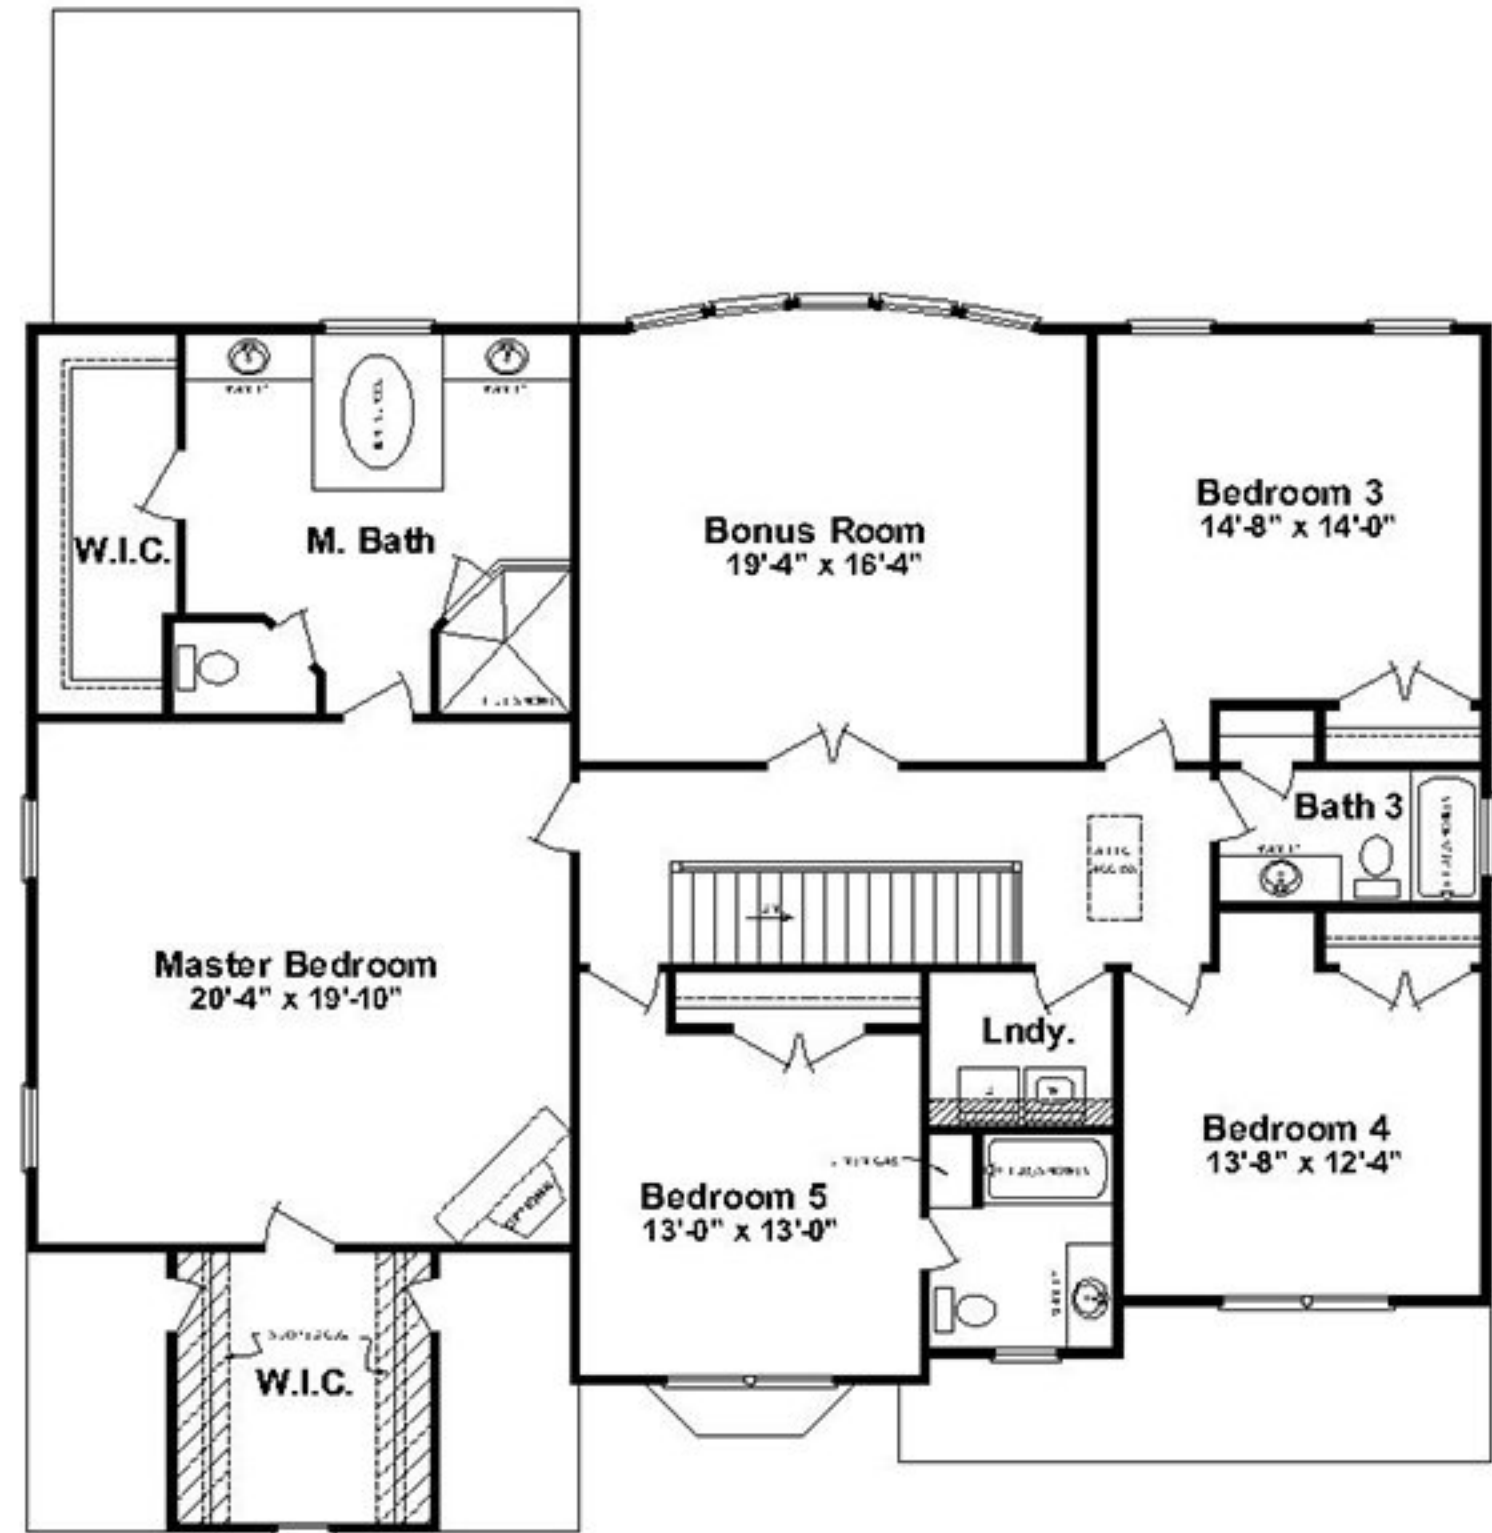 Bedroom 3
14'-8" x 14'-0"
Bonus Room
19'-4" x 16'-4"
M. Bath
W.I.C.
Bath 3
Master Bedroom
20'-4" x 19'-10"
Lndy.
Bedroom 4
13'-8" x 12'-4"
Bedroom 5
13'-0" x 13'-0"
W.I.C.